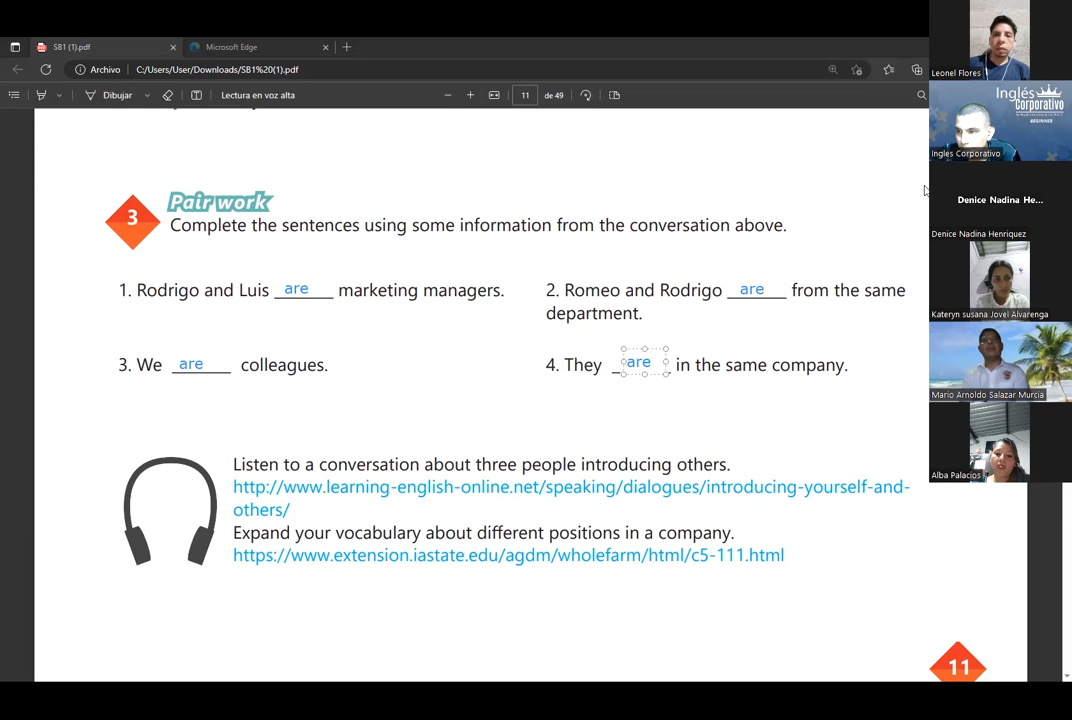 SB1 (1).pdf
Microsoft Edge
Archivo
C:/Users/User/Downloads/SB1%20(1).pdf
Dibujar
Lectura en voz alta
11 de 49
3
Pair work
Complete the sentences using some information from the conversation above.
1. Rodrigo and Luis are marketing managers.
2. Romeo and Rodrigo are from the same
department.
3. We are colleagues.
4. They are in the same company.
Listen to a conversation about three people introducing others.
http://www.learning-english-online.net/speaking/dialogues/introducing-yourself-and-
others/
Expand your vocabulary about different positions in a company.
https://www.extension.iastate.edu/agdm/wholefarm/html/c5-111.html
11
Leonel Flores
Inglés
Corporativo
BEGINNER
Ingles Corporativo
Denice Nadina He...
Denice Nadina Henriquez
Kateryn susana Jovel Alvarenga
Mario Arnoldo Salazar Murcia
Alba Palacios